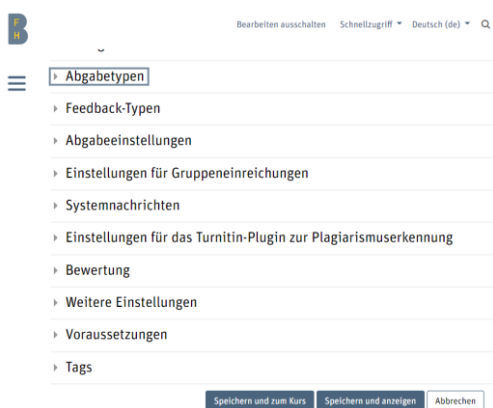 F
B
H
Bearbeiten ausschalten Schnellzugriff Deutsch (de)
Abgabetypen
Feedback-Typen
Abgabeeinstellungen
Einstellungen für Gruppeneinreichungen
Systemnachrichten
Einstellungen für das Turnitin-Plugin zur Plagiarismuserkennung
Bewertung
Weitere Einstellungen
Voraussetzungen
Tags
Speichern und zum Kurs Speichern und anzeigen Abbrechen